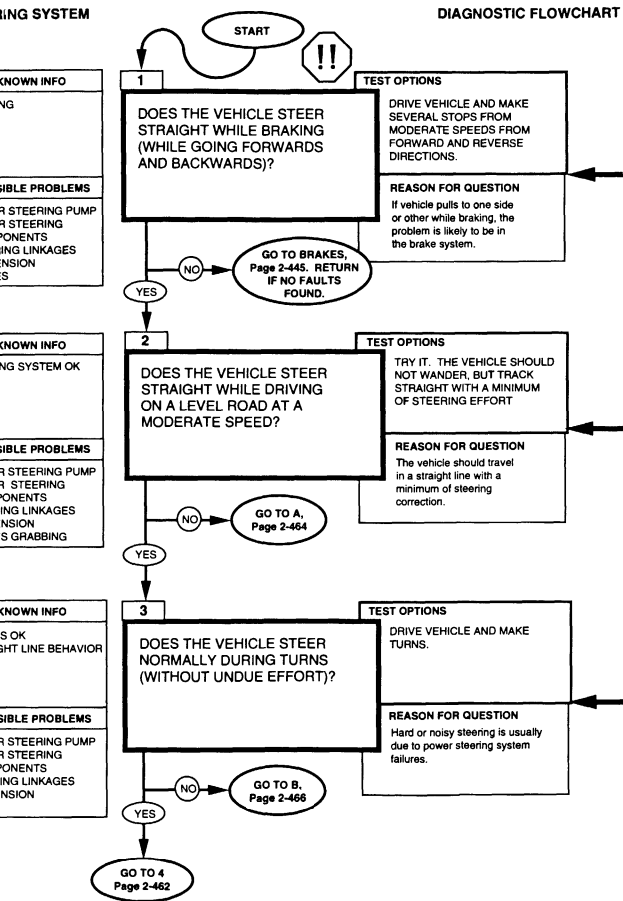 RING SYSTEM
DIAGNOSTIC FLOWCHART
START
!!
KNOWN INFO
NG
SIBLE PROBLEMS
R STEERING PUMP
R STEERING
PONENTS
ING LINKAGES
ENSION
ES
1
DOES THE VEHICLE STEER
STRAIGHT WHILE BRAKING
(WHILE GOING FORWARDS
AND BACKWARDS)?
TEST OPTIONS
DRIVE VEHICLE AND MAKE
SEVERAL STOPS FROM
MODERATE SPEEDS FROM
FORWARD AND REVERSE
DIRECTIONS.
REASON FOR QUESTION
If vehicle pulls to one side
or other while braking, the
problem is likely to be in
the brake system.
NO
GO TO BRAKES,
Page 2-445. RETURN
IF NO FAULTS
FOUND.
YES
KNOWN INFO
NG SYSTEM OK
SIBLE PROBLEMS
R STEERING PUMP
R STEERING
PONENTS
ING LINKAGES
ENSION
ES GRABBING
2
DOES THE VEHICLE STEER
STRAIGHT WHILE DRIVING
ON A LEVEL ROAD AT A
MODERATE SPEED?
TEST OPTIONS
TRY IT. THE VEHICLE SHOULD
NOT WANDER, BUT TRACK
STRAIGHT WITH A MINIMUM
OF STEERING EFFORT
REASON FOR QUESTION
The vehicle should travel
in a straight line with a
minimum of steering
correction.
NO
GO TO A,
Page 2-464
YES
KNOWN INFO
S OK
GHT LINE BEHAVIOR
SIBLE PROBLEMS
R STEERING PUMP
R STEERING
PONENTS
ING LINKAGES
ENSION
3
DOES THE VEHICLE STEER
NORMALLY DURING TURNS
(WITHOUT UNDUE EFFORT)?
TEST OPTIONS
DRIVE VEHICLE AND MAKE
TURNS.
REASON FOR QUESTION
Hard or noisy steering is usually
due to power steering system
failures.
NO
GO TO B,
Page 2-466
YES
GO TO 4
Page 2-462